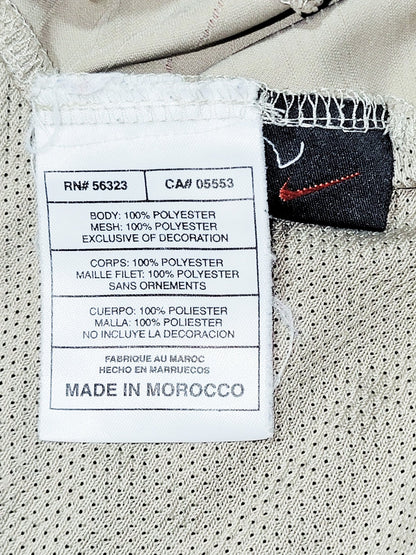 RN# 56323 CA# 05553
BODY: 100% POLYESTER
MESH: 100% POLYESTER
EXCLUSIVE OF DECORATION
CORPS: 100% POLYESTER
MAILLE FILET: 100% POLYESTER
SANS ORNEMENTS
CUERPO: 100% POLIESTER
MALLA: 100% POLIESTER
NO INCLUYE LA DECORACION
FABRIQUE AU MAROC
HECHO EN MARRUECOS
MADE IN MOROCCO